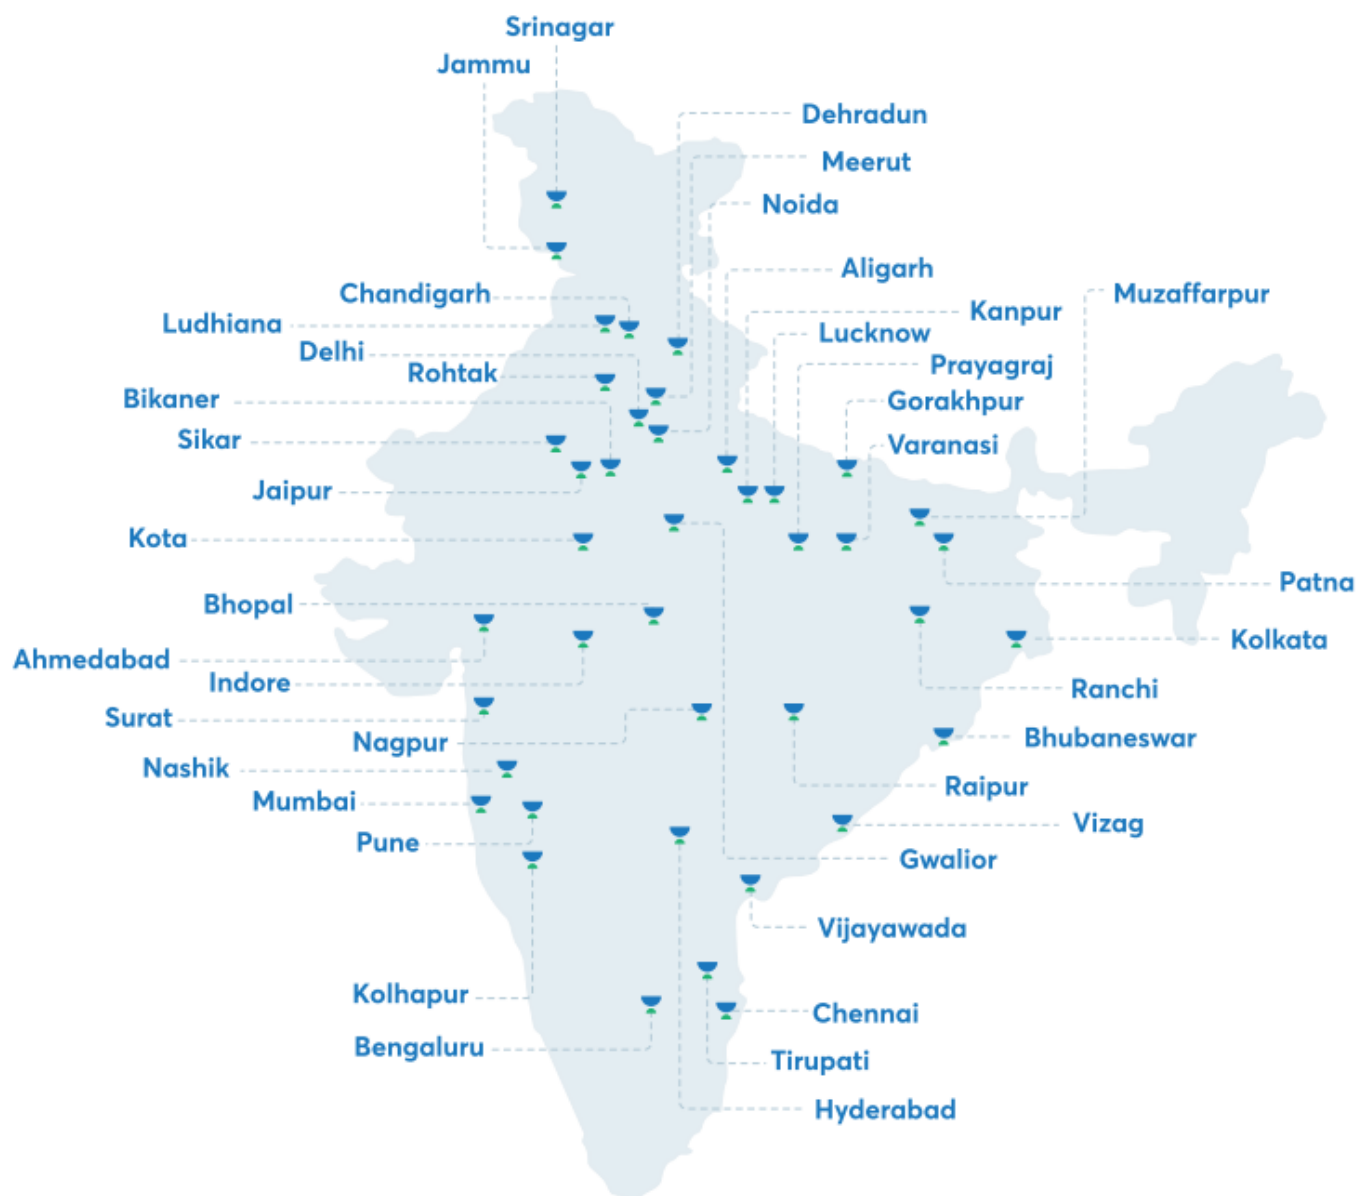 Srinagar
Jammu
Dehradun
Meerut
Noida
Aligarh
Chandigarh
Muzaffarpur
Kanpur
Ludhiana
Lucknow
Delhi
Prayagraj
Rohtak
Bikaner
Gorakhpur
Sikar
Varanasi
Jaipur
Kota
Patna
Bhopal
Kolkata
Ahmedabad
Indore
Ranchi
Surat
Bhubaneswar
Nagpur
Nashik
Raipur
Mumbai
Vizag
Pune
Gwalior
Vijayawada
Kolhapur
Chennai
Bengaluru
Tirupati
Hyderabad